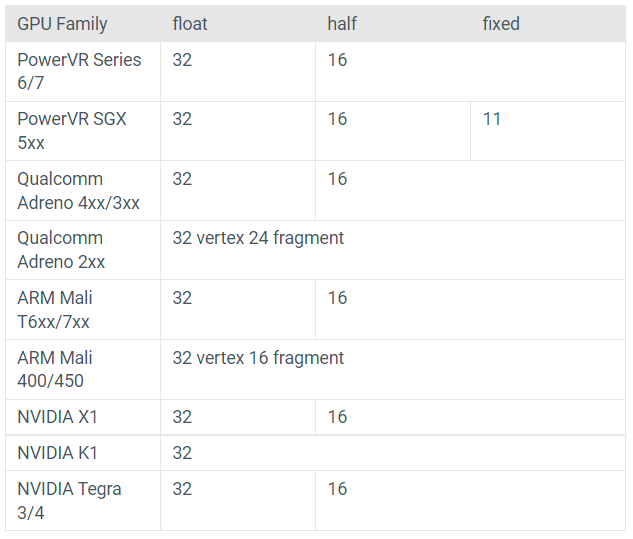 GPU Family float half fixed
PowerVR Series 32 16
6/7
PowerVR SGX 32 16 11
5xx
Qualcomm 32 16
Adreno 4xx/3xx
Qualcomm 32 vertex 24 fragment
Adreno 2xx
ARM Mali 32 16
T6xx/7xx
ARM Mali 32 vertex 16 fragment
400/450
NVIDIA X1 32 16
NVIDIA K1 32
NVIDIA Tegra 32 16
3/4